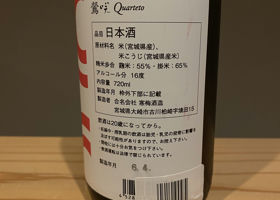 鶯咲 Quarteto
品目 日本酒
原材料名 米(宮城県産)、
米こうじ(宮城県産米)
精米歩合 麹米:55%・掛米:65%
アルコール分 16度
内容量 720ml
製造年月 枠外下部に記載
製造者 合名会社 寒梅酒造
宮城県大崎市古川柏崎字境田15
飲酒は20歳になってから。
製造年月 6.4